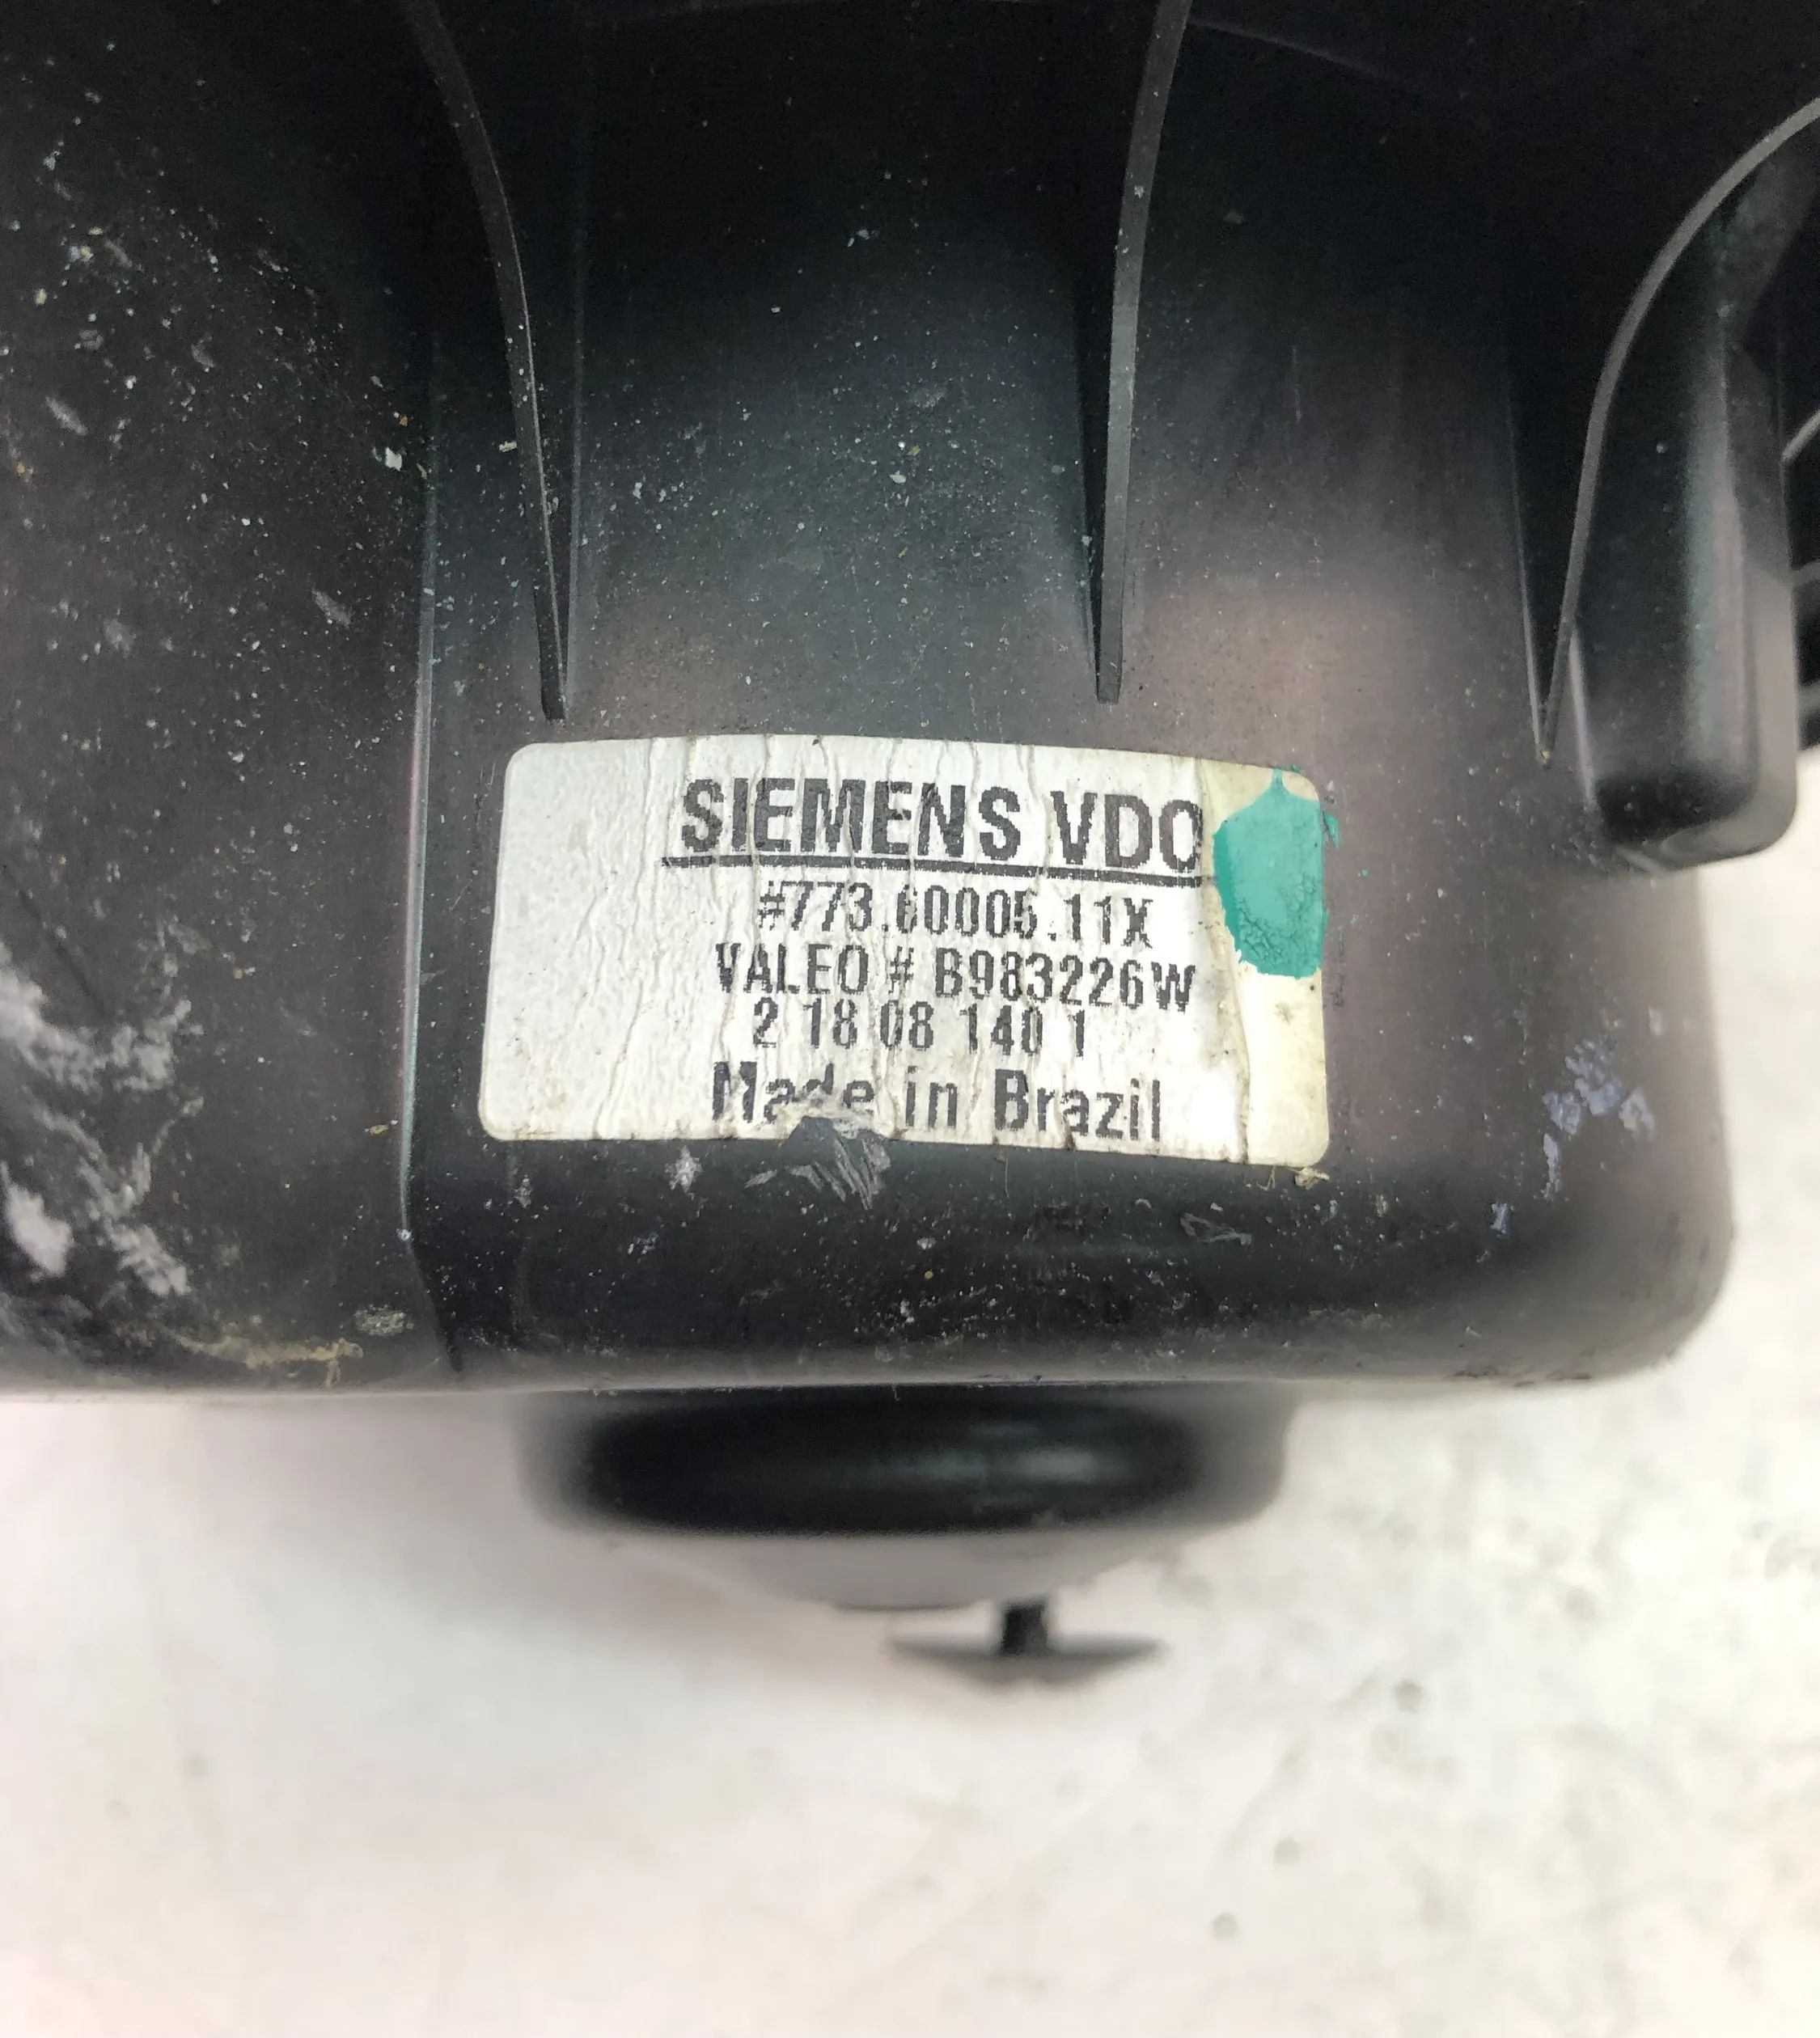 SIEMENS VDO
#773.60005.11X
VALEO # B983226W
2 18 08 140 1
Made in Brazil